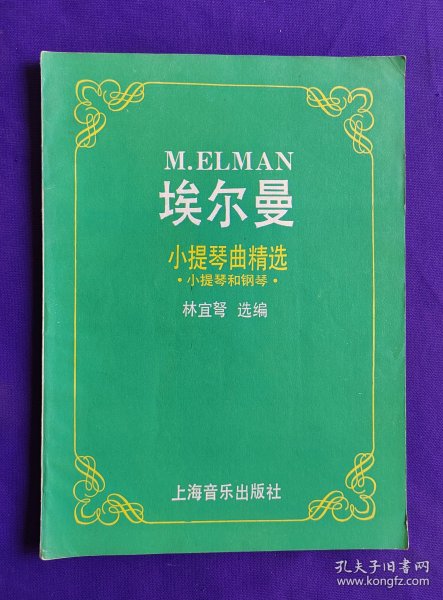 M.ELMAN
埃尔曼
小提琴曲精选
·小提琴和钢琴·
林宜弩 选编
上海音乐出版社
孔夫子旧书网
www.kongfz.com